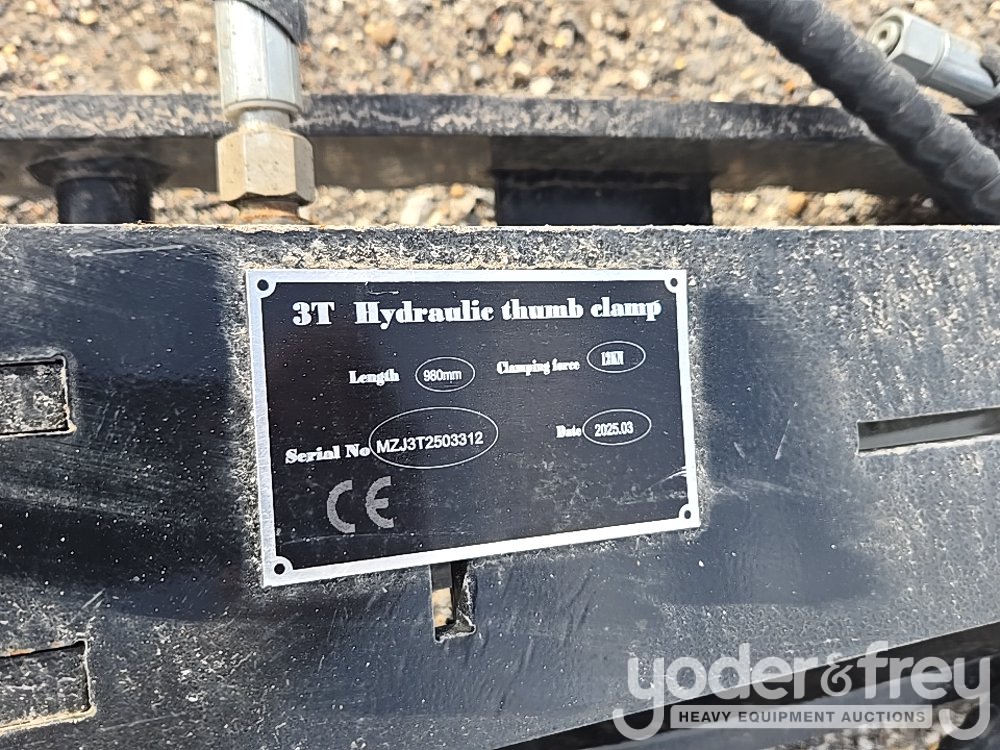 3T Hydraulic thumb clamp
Length 980mm Clamping force 12KN
Serial No MZJ3T2503312 Date 2025.03
CE
yoder&frey
HEAVY EQUIPMENT AUCTIONS